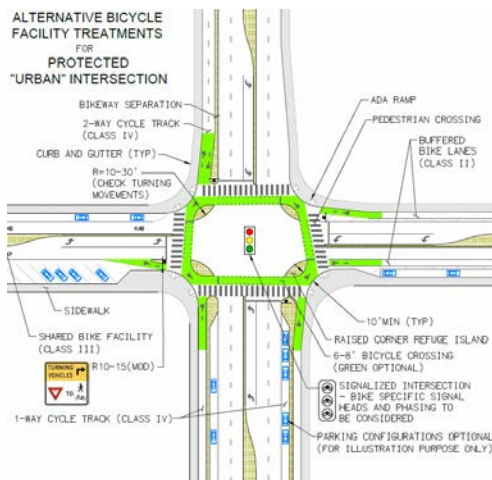 ALTERNATIVE BICYCLE
FACILITY TREATMENTS
FOR
PROTECTED
"URBAN" INTERSECTION
BIKEWAY SEPARATION
2-WAY CYCLE TRACK
(CLASS IV)
CURB AND GUTTER (TYP)
R=10-30'
(CHECK TURNING
MOVEMENTS)
ADA RAMP
PEDESTRIAN CROSSING
BUFFERED
BIKE LANES
(CLASS II)
SIDEWALK
SHARED BIKE FACILITY
(CLASS III)
R10-15(MOD)
TURNING
VEHICLES
TO
1-WAY CYCLE TRACK (CLASS IV)
10'MIN (TYP)
RAISED CORNER REFUGE ISLAND
6-8' BICYCLE CROSSING
(GREEN OPTIONAL)
SIGNALIZED INTERSECTION
- BIKE SPECIFIC SIGNAL
HEADS AND PHASING TO
BE CONSIDERED
PARKING CONFIGURATIONS OPTIONAL
(FOR ILLUSTRATION PURPOSE ONLY)